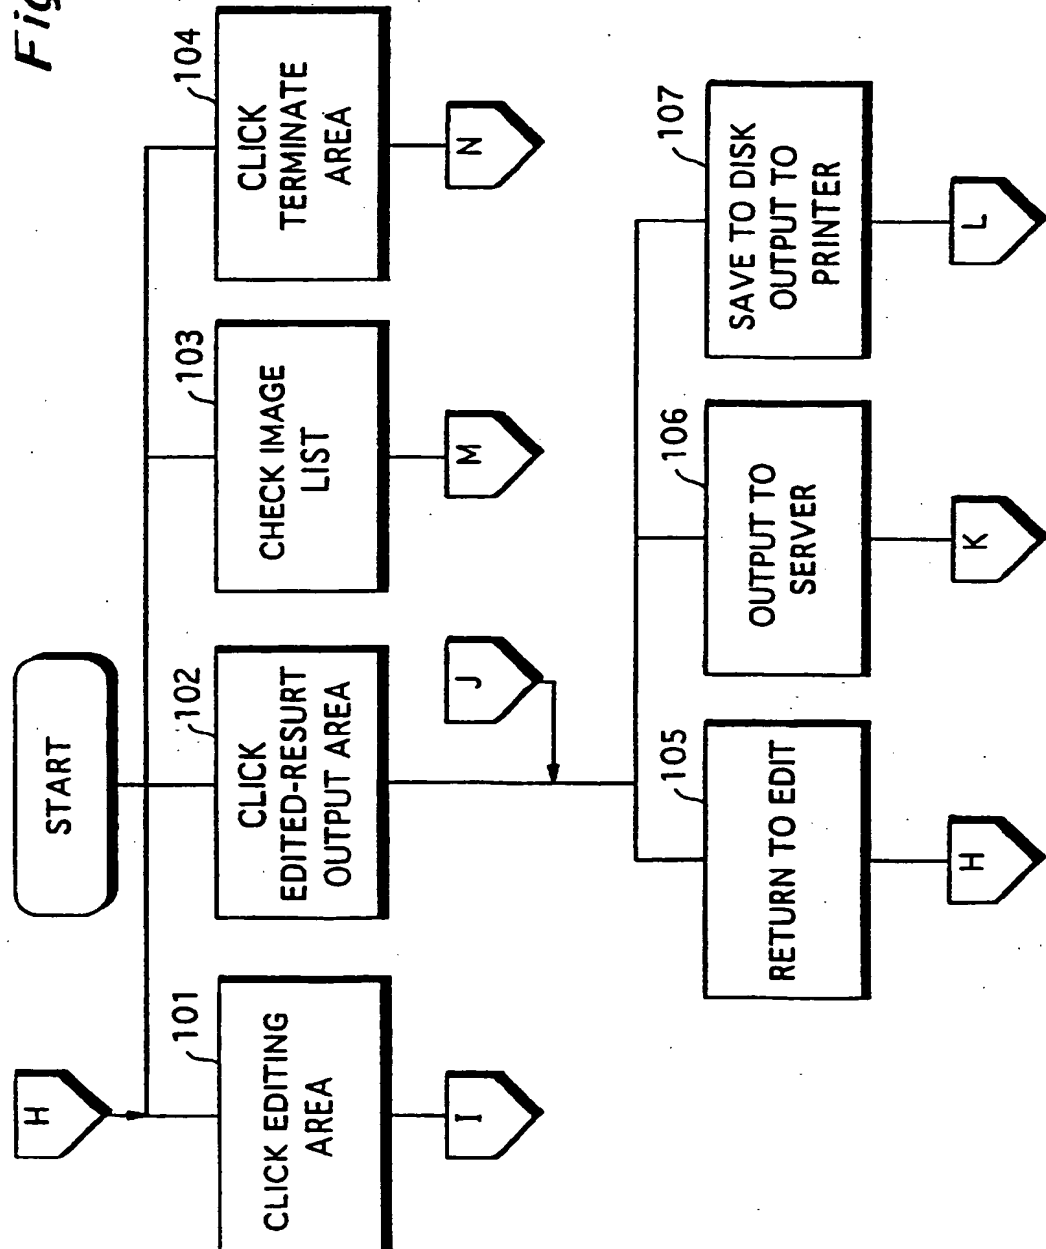 Fig
H
START
101
CLICK EDITING
AREA
102
CLICK
EDITED-RESURT
OUTPUT AREA
103
CHECK IMAGE
LIST
104
CLICK
TERMINATE
AREA
I
J
M
N
105
RETURN TO EDIT
106
OUTPUT TO
SERVER
107
SAVE TO DISK
OUTPUT TO
PRINTER
H
K
L